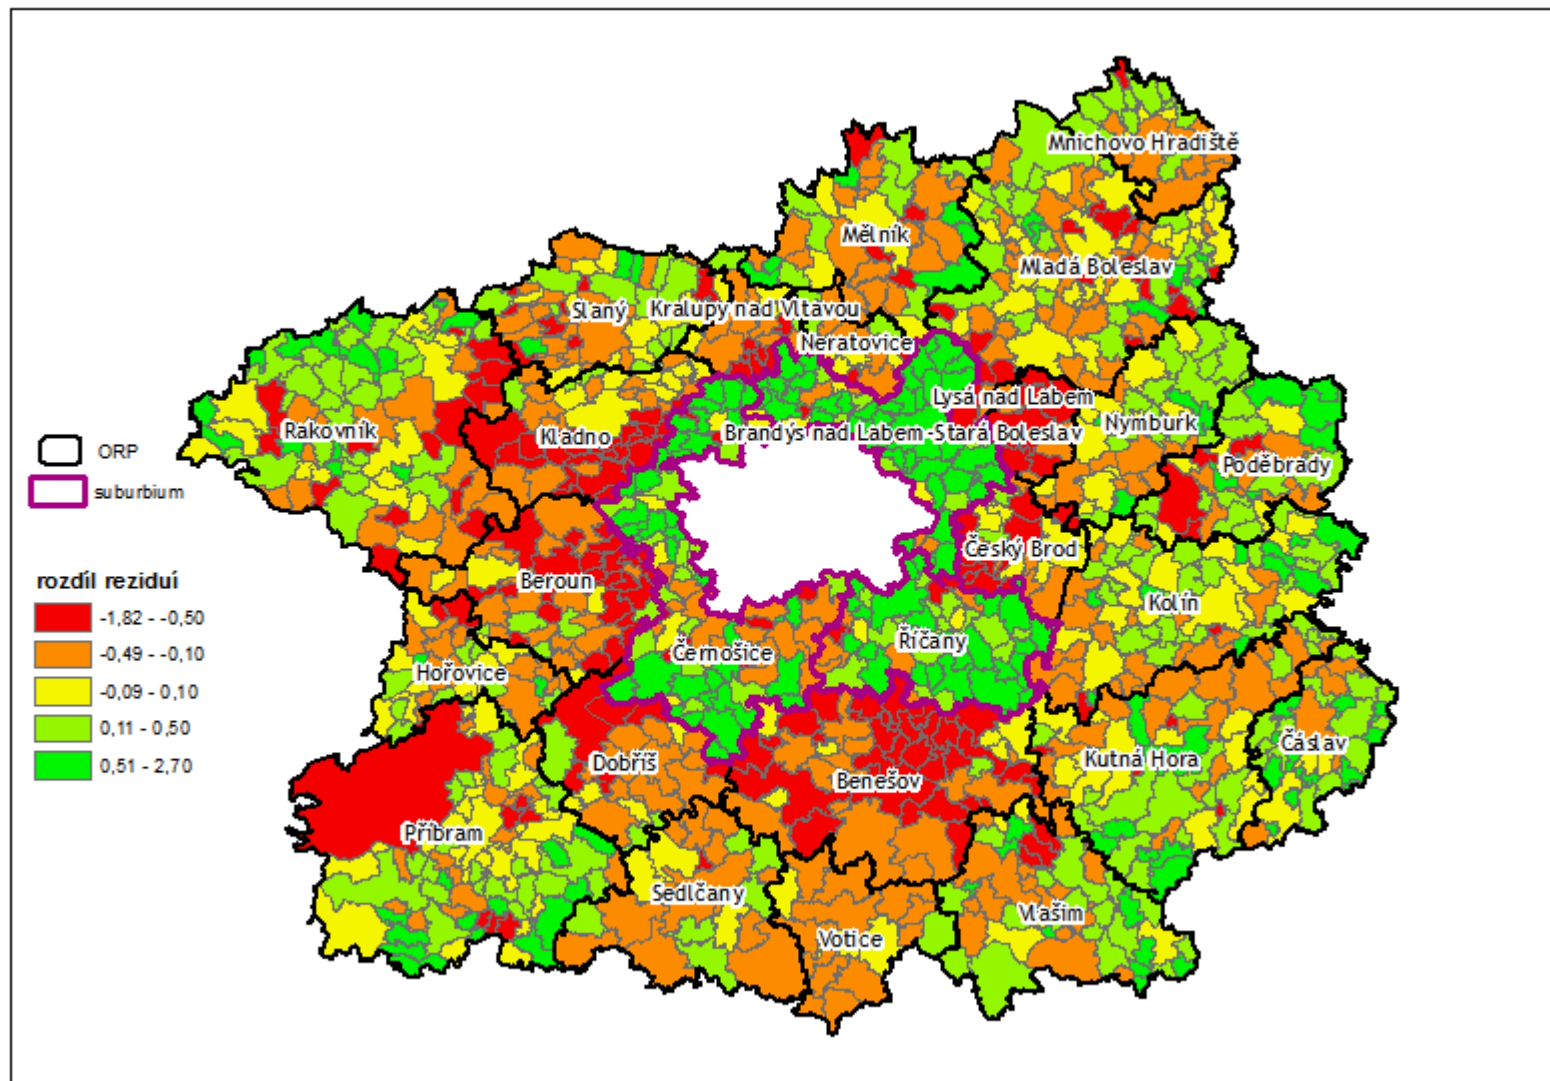 Mnichovo Hradiště
Mělník
Mladá Boleslav
Slaný
Kralupy nad Vltavou
Neratovice
Lysá nad Labem
Rakovník
Kladno
Brandýs nad Labem-Stará Boleslav
Nymburk
Poděbrady
ORP
suburbium
Český Brod
Beroun
Kolín
rozdíl reziduí
-1,82 - -0,50
-0,49 - -0,10
-0,09 - 0,10
0,11 - 0,50
0,51 - 2,70
Černošice
Říčany
Hořovice
Dobříš
Benešov
Kutná Hora
Čáslav
Příbram
Sedlčany
Votice
Vlašim